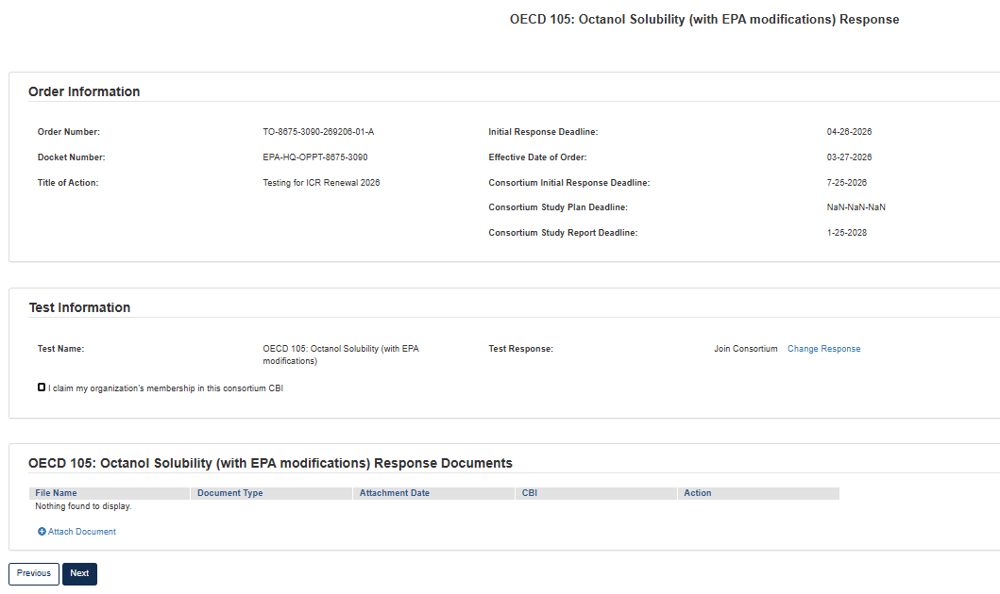 OECD 105: Octanol Solubility (with EPA modifications) Response
Order Information
Order Number: TO-8675-3090-269206-01-A Initial Response Deadline: 04-26-2026
Docket Number: EPA-HQ-OPPT-8675-3090 Effective Date of Order: 03-27-2026
Title of Action: Testing for ICR Renewal 2026 Consortium Initial Response Deadline: 7-25-2026
Consortium Study Plan Deadline: NaN-NaN-NaN
Consortium Study Report Deadline: 1-25-2028
Test Information
Test Name: OECD 105: Octanol Solubility (with EPA Test Response: Join Consortium Change Response
modifications)
I claim my organization's membership in this consortium CBI
OECD 105: Octanol Solubility (with EPA modifications) Response Documents
File Name Document Type Attachment Date CBI Action
Nothing found to display.
Attach Document
Previous Next